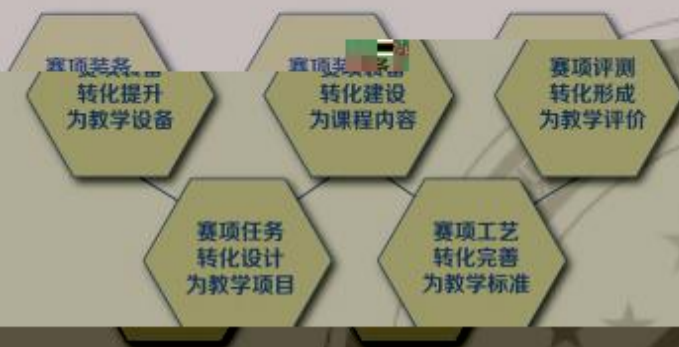 赛项装备
转化提升
为教学设备
赛项装备
转化建设
为课程内容
赛项评测
转化形成
为教学评价
赛项任务
转化设计
为教学项目
赛项工艺
转化完善
为教学标准